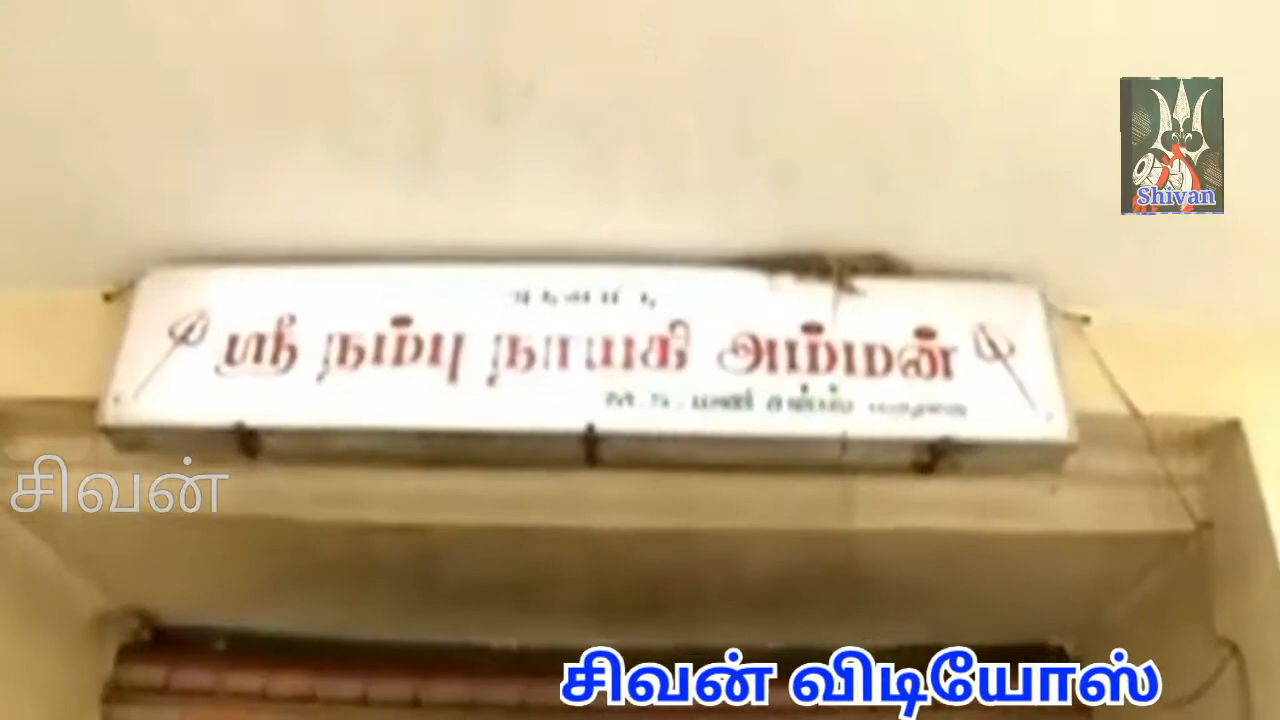 Shivan
ஸ்ரீ நம்பு நாயகி அம்மன்
சிவன்
சிவன் விடியோஸ்